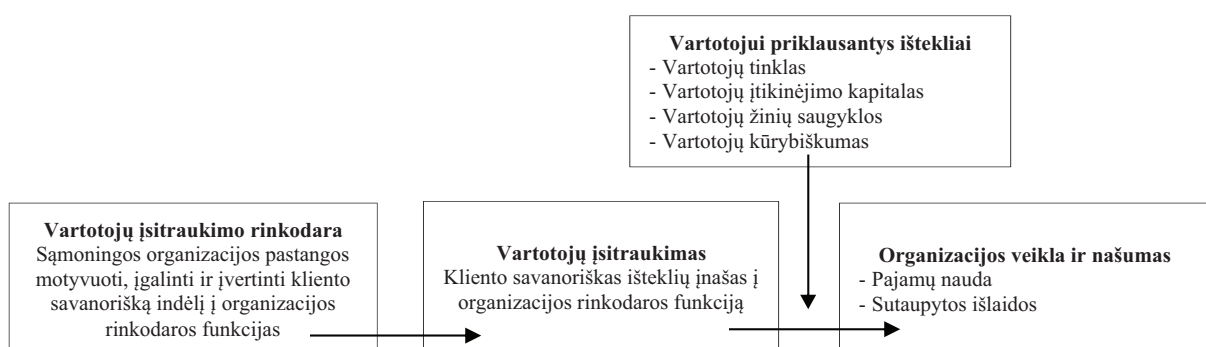 Vartotojui priklausantys ištekliai
- Vartotojų tinklas
- Vartotojų įtikinėjimo kapitalas
- Vartotojų žinių saugyklos
- Vartotojų kūrybiškumas
Vartotojų įsitraukimo rinkodara
Sąmoningos organizacijos pastangos
motyvuoti, įgalinti ir įvertinti kliento
savanorišką indėlį į organizacijos
rinkodaros funkcijas
Vartotojų įsitraukimas
Kliento savanoriškas išteklių įnašas į
organizacijos rinkodaros funkciją
Organizacijos veikla ir našumas
- Pajamų nauda
- Sutaupytos išlaidos